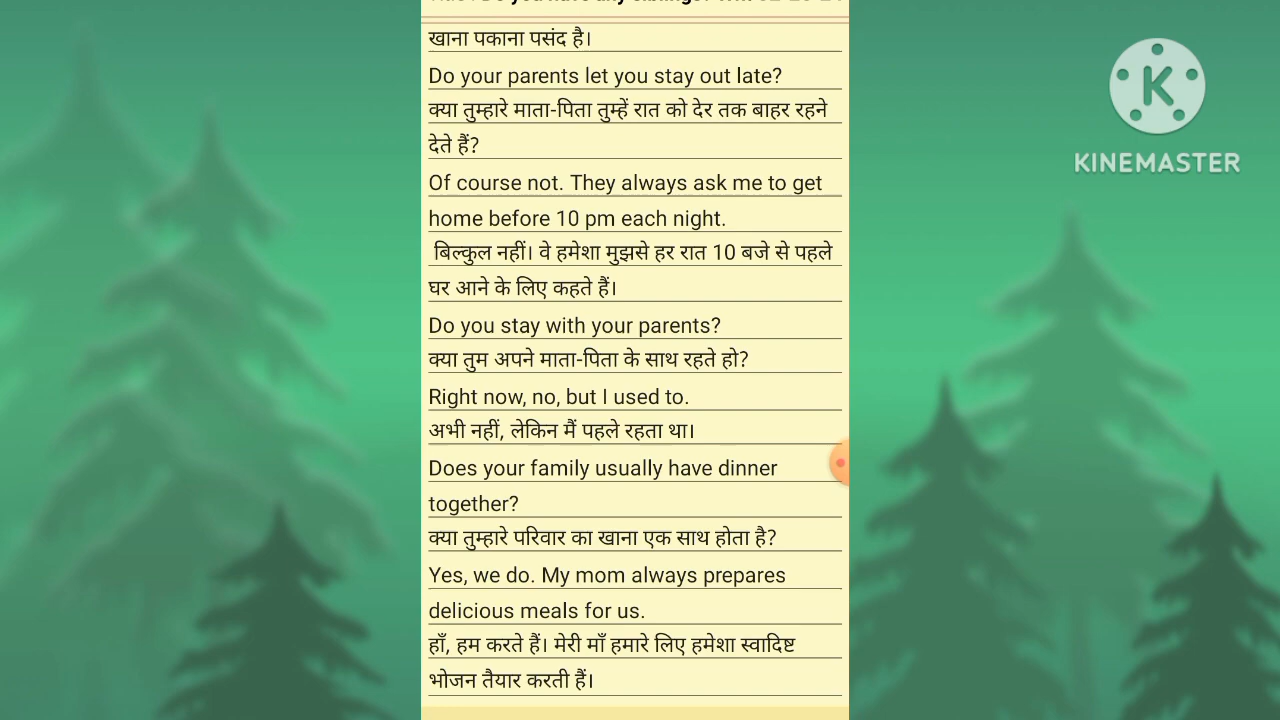 खाना पकाना पसंद है।
Do your parents let you stay out late?
क्या तुम्हारे माता-पिता तुम्हें रात को देर तक बाहर रहने
देते हैं?
Of course not. They always ask me to get
home before 10 pm each night.
बिल्कुल नहीं। वे हमेशा मुझसे हर रात 10 बजे से पहले
घर आने के लिए कहते हैं।
Do you stay with your parents?
क्या तुम अपने माता-पिता के साथ रहते हो?
Right now, no, but I used to.
अभी नहीं, लेकिन मैं पहले रहता था।
Does your family usually have dinner
together?
क्या तुम्हारे परिवार का खाना एक साथ होता है?
Yes, we do. My mom always prepares
delicious meals for us.
हाँ, हम करते हैं। मेरी माँ हमारे लिए हमेशा स्वादिष्ट
भोजन तैयार करती हैं।
K
KINEMASTER